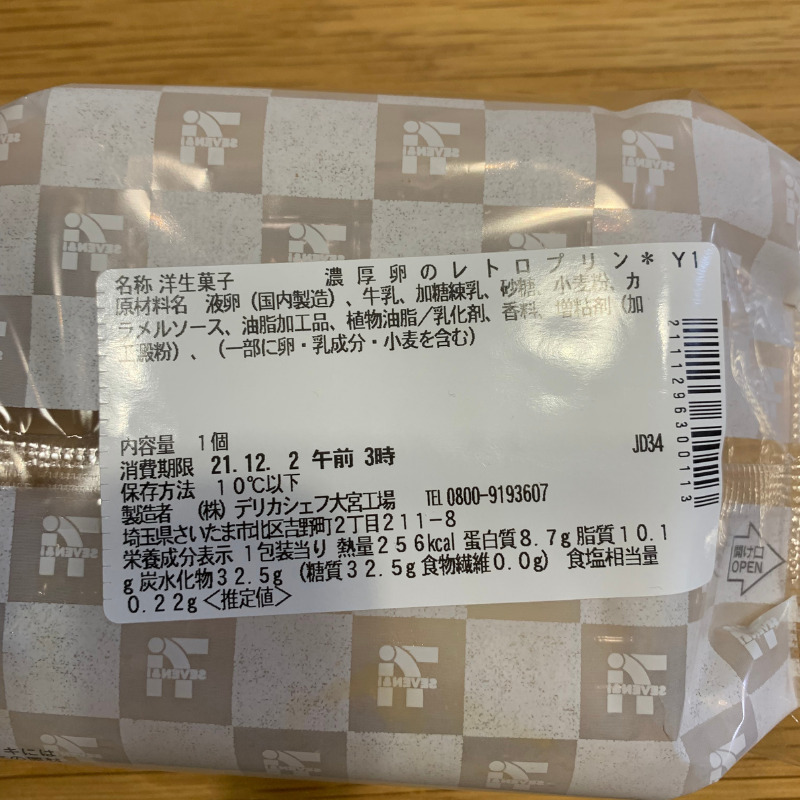 名称 洋生菓子 濃厚卵のレトロプリン* Y1
原材料名 液卵(国内製造)、牛乳、加糖練乳、砂糖、小麦粉、カ
ラメルソース、油脂加工品、植物油脂/乳化剤、香料、増粘剤(加
工澱粉)、(一部に卵・乳成分・小麦を含む)
2111296300113
内容量 1個
JD34
消費期限 21.12. 2 午前 3時
保存方法 10℃以下
製造者 (株)デリカシェフ大宮工場 TEL 0800-9193607
埼玉県さいたま市北区吉野町2丁目211-8
栄養成分表示 1包装当り 熱量256kcal 蛋白質8.7g 脂質10.1
g 炭水化物32.5g (糖質32.5g 食物繊維0.0g) 食塩相当量
0.22g<推定値>
開け口
OPEN
SEVEN&i
SEVEN&i
SEVEN&i
SEVEN&i
SEVEN&i
SEVEN&i
SEVEN&i